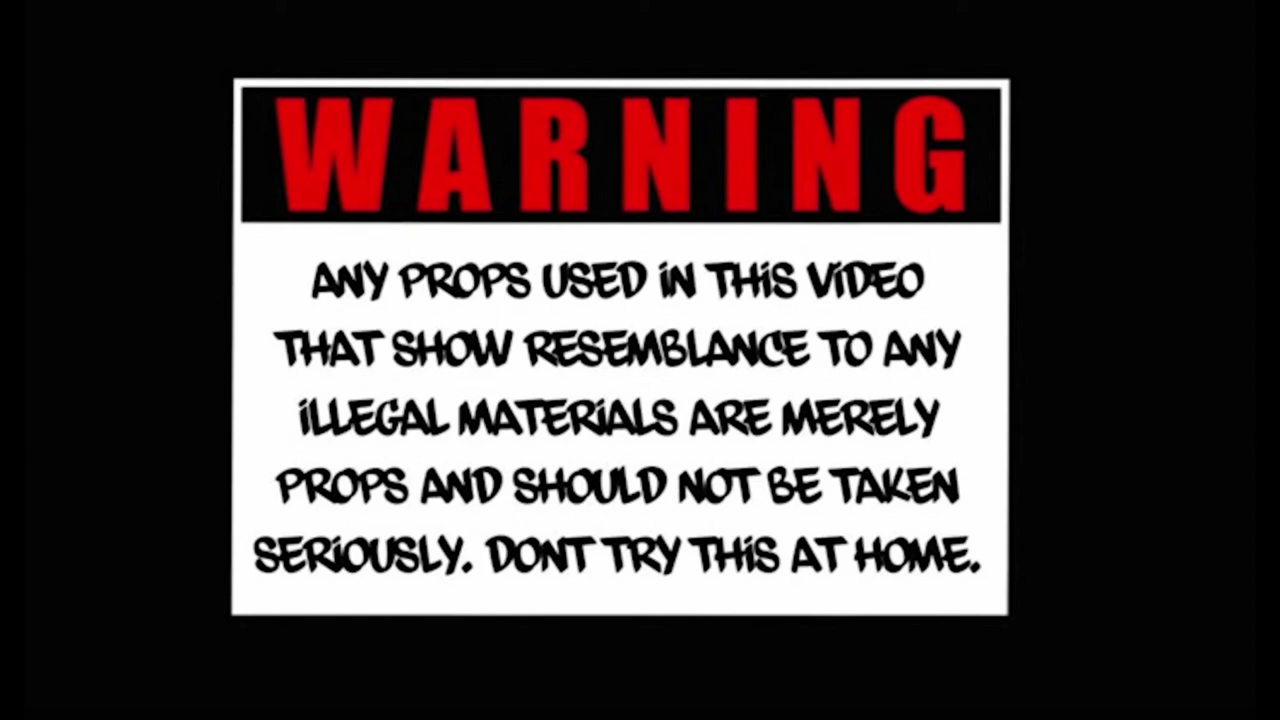 WARNING
ANY PROPS USED iN THiS ViDEO
THAT SHOW RESEMBLANCE TO ANY
iLLEGAL MATERiALS ARE MERELY
PROPS AND SHOULD NOT BE TAKEN
SERiOUSLY. DONT TRY THiS AT HOME.